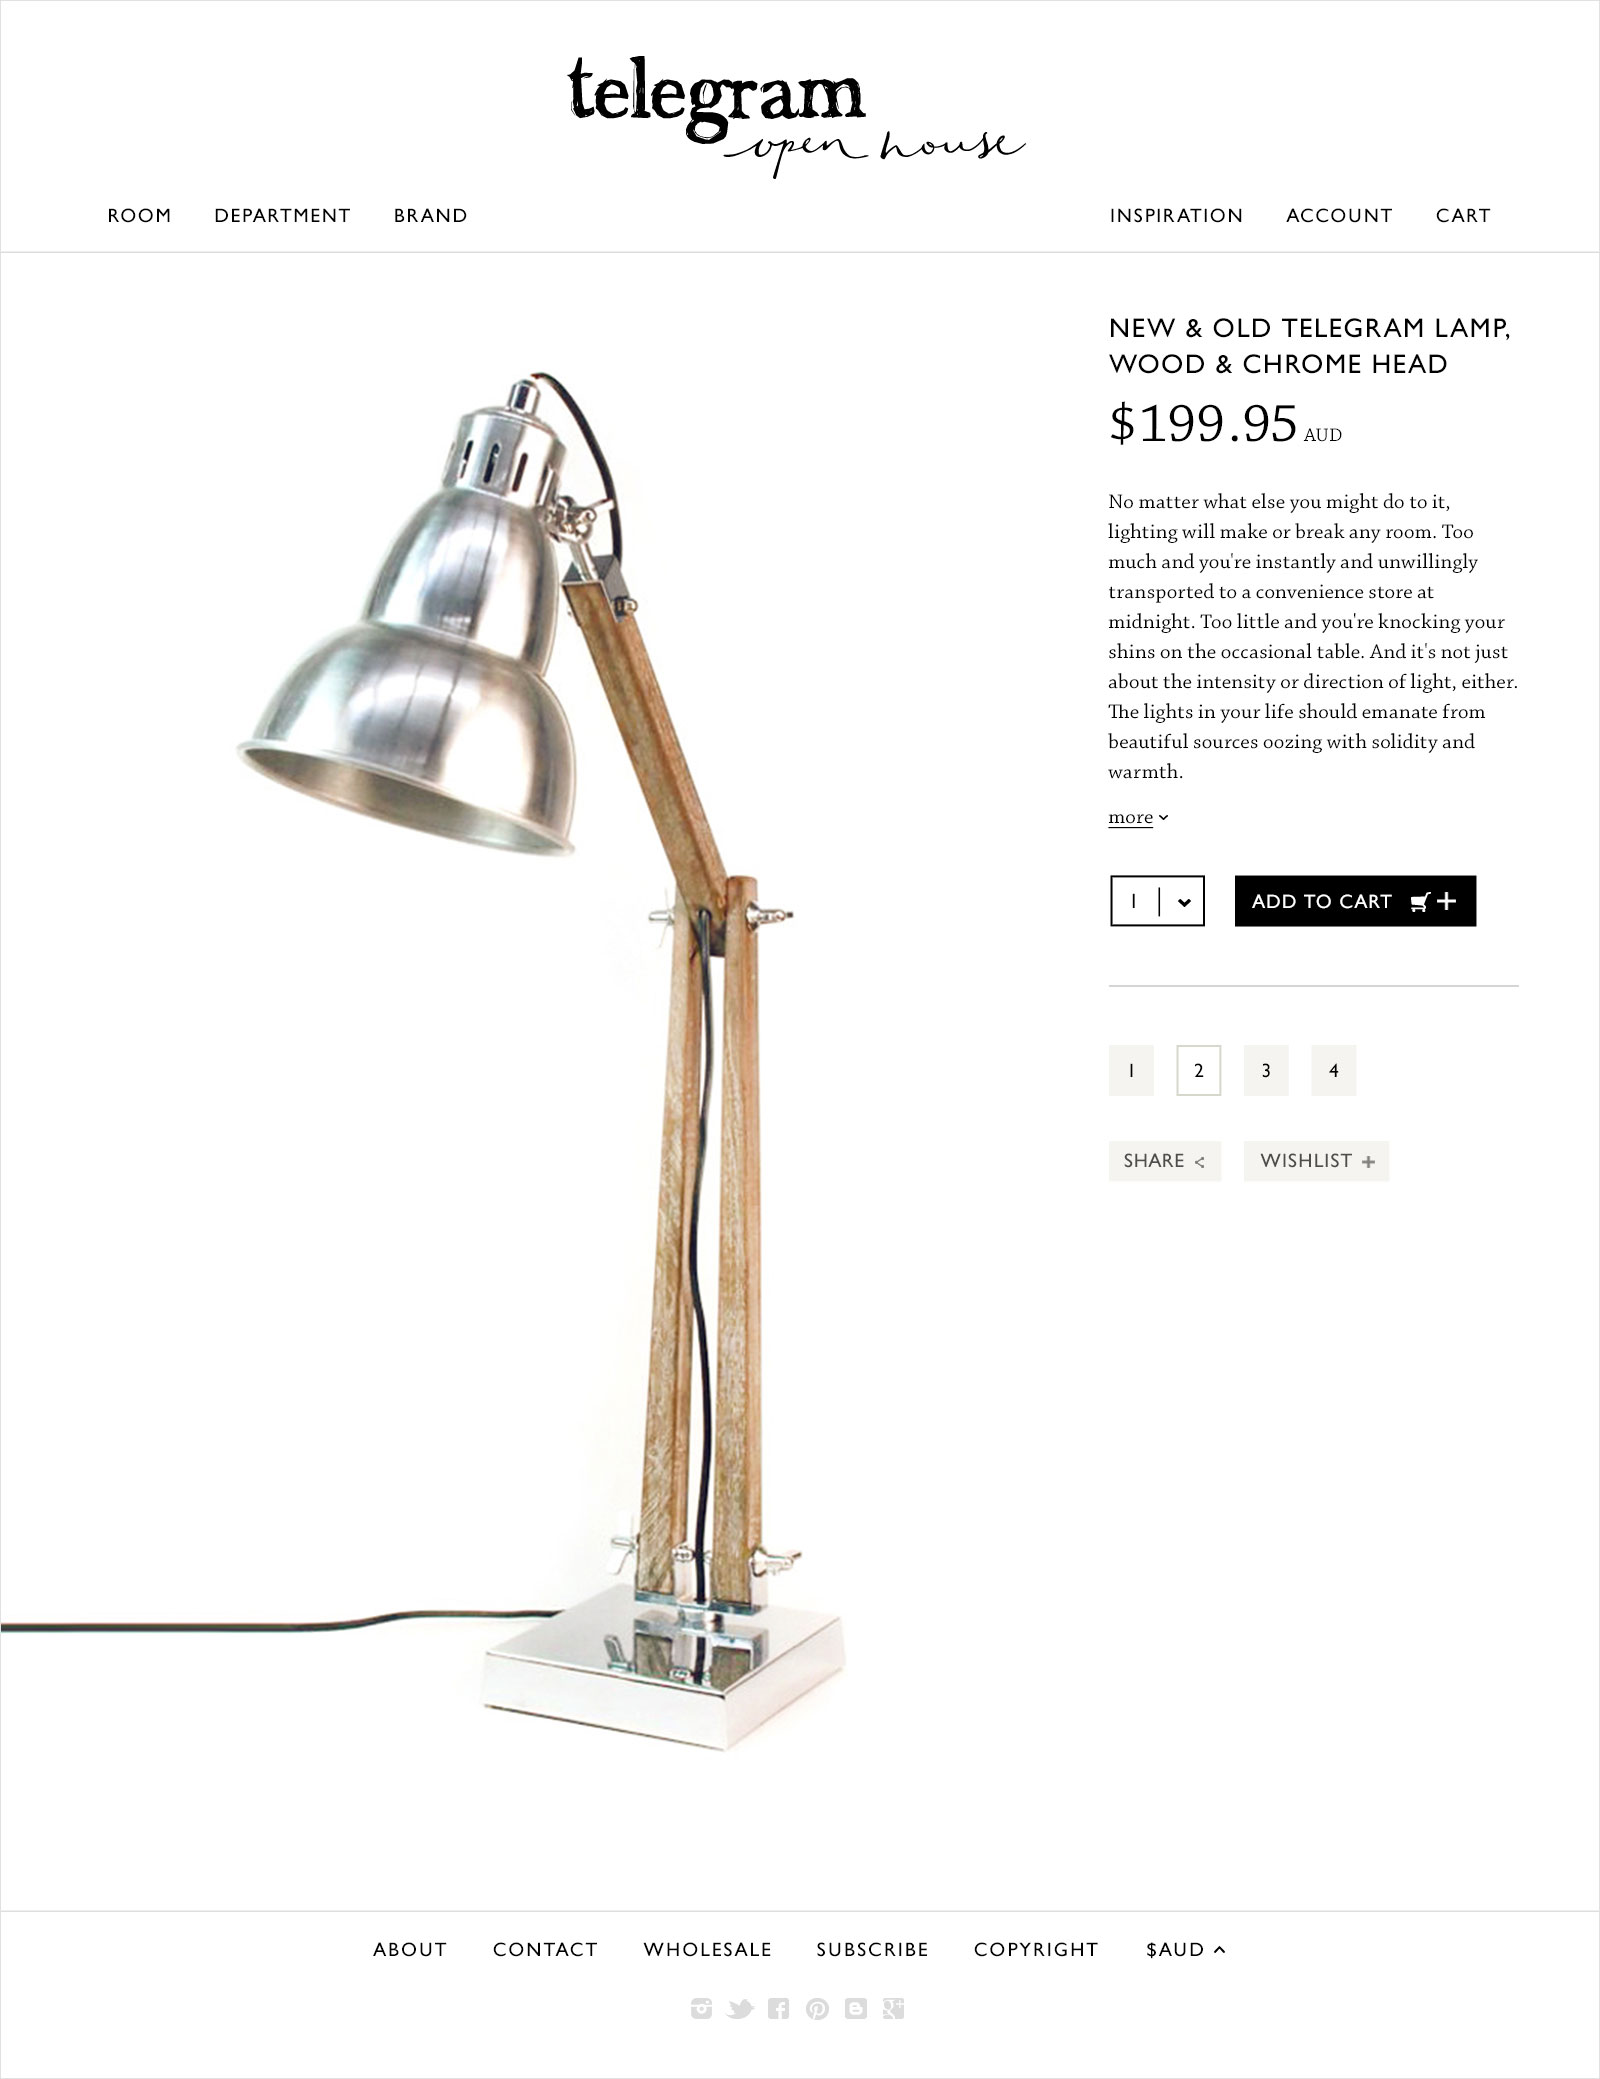 telegram
open house
ROOM DEPARTMENT BRAND INSPIRATION ACCOUNT CART
NEW & OLD TELEGRAM LAMP,
WOOD & CHROME HEAD
$199.95 AUD
No matter what else you might do to it,
lighting will make or break any room. Too
much and you're instantly and unwillingly
transported to a convenience store at
midnight. Too little and you're knocking your
shins on the occasional table. And it's not just
about the intensity or direction of light, either.
The lights in your life should emanate from
beautiful sources oozing with solidity and
warmth.
more
1 ADD TO CART
1 2 3 4
SHARE WISHLIST
ABOUT CONTACT WHOLESALE SUBSCRIBE COPYRIGHT $AUD